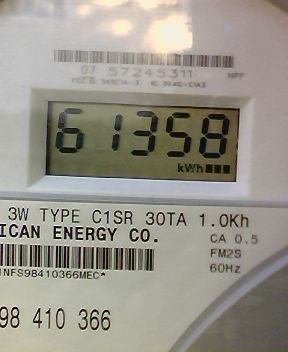 07 57245311 NPP
61358
kWh
3W TYPE C1SR 30TA 1.0Kh
ICAN ENERGY CO.
CA 0.5
FM2S
60Hz
INFS98410366MEC*
98 410 366